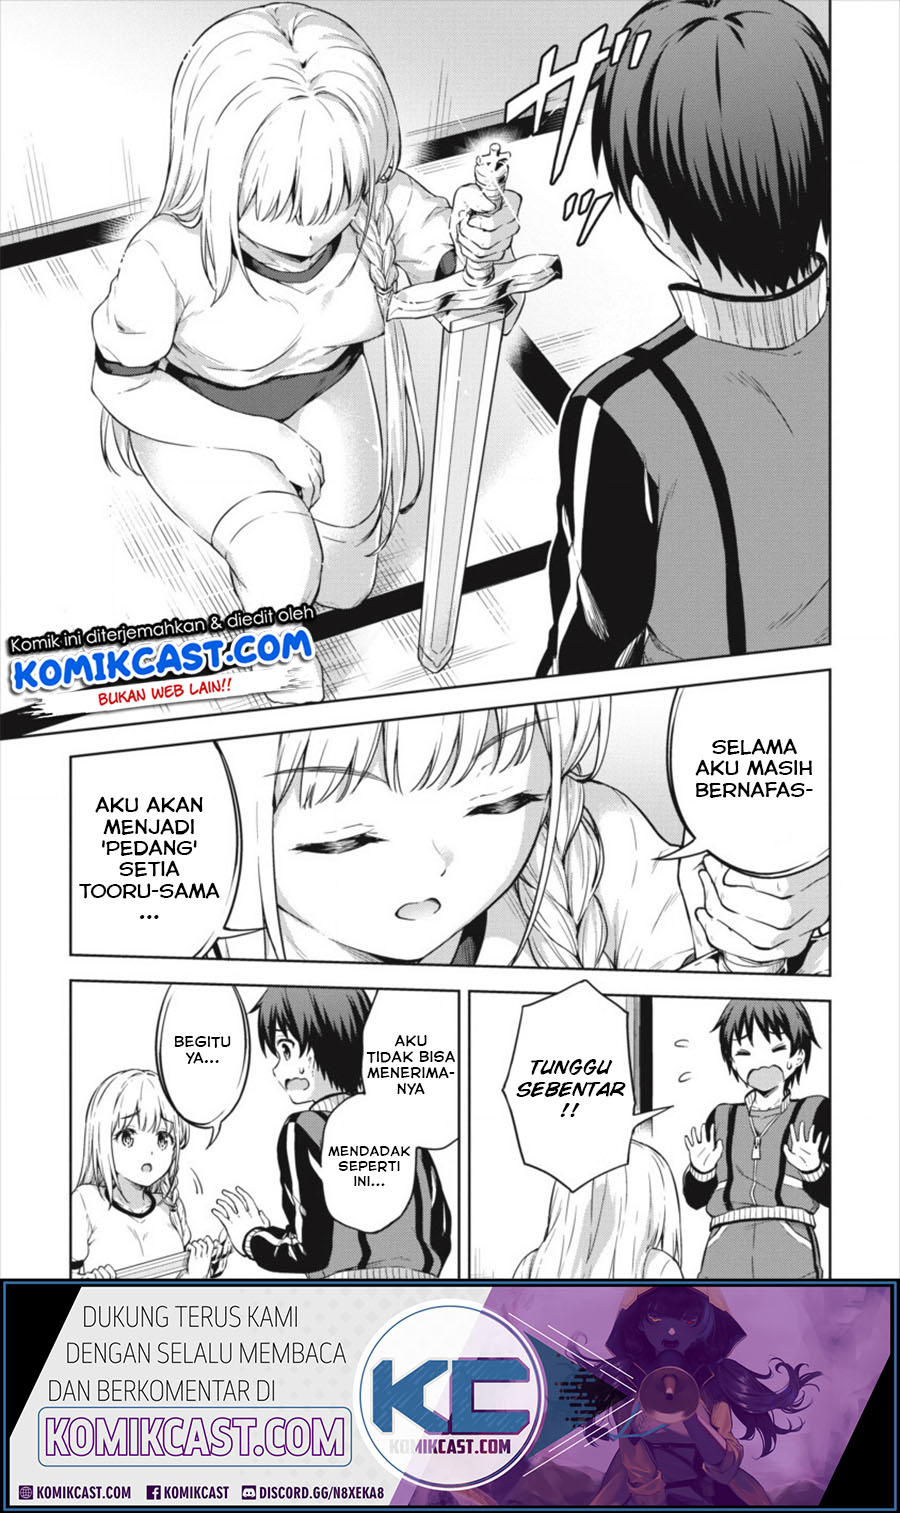 ザザッ
Komik ini diterjemahkan & diedit oleh
KOMIKCAST.COM
BUKAN WEB LAIN!!
SELAMA
AKU MASIH
BERNAFAS-
AKU AKAN
MENJADI
'PEDANG'
SETIA
TOORU-SAMA
...
TUNGGU
SEBENTAR
!!
AKU
TIDAK BISA
MENERIMA-
NYA
MENDADAK
SEPERTI
INI...
BEGITU
YA...
DUKUNG TERUS KAMI
DENGAN SELALU MEMBACA
DAN BERKOMENTAR DI
KOMIKCAST.COM
KC
KOMIKCAST.COM
KOMIKCAST.COM KOMIKCAST DISCORD.GG/N8XEKA8